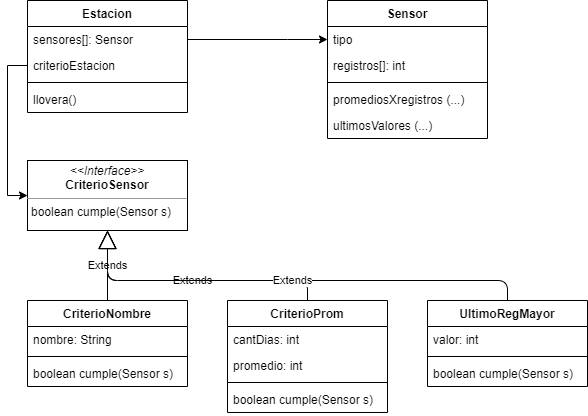 Estacion
sensores[]: Sensor
criterioEstacion
llovera()
Sensor
tipo
registros[]: int
promediosXregistros (...)
ultimosValores (...)
<<Interface>>
CriterioSensor
boolean cumple(Sensor s)
Extends
Extends
Extends
CriterioNombre
nombre: String
boolean cumple(Sensor s)
CriterioProm
cantDias: int
promedio: int
boolean cumple(Sensor s)
UltimoRegMayor
valor: int
boolean cumple(Sensor s)